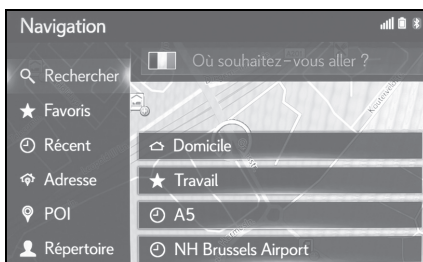 Navigation
Où souhaitez-vous aller ?
Rechercher
Favoris
Récent
Adresse
POI
Répertoire
Domicile
Travail
A5
NH Brussels Airport